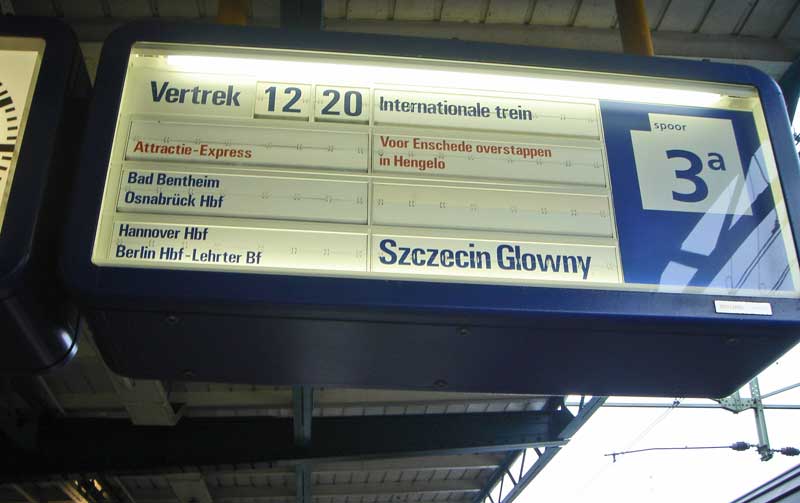 Vertrek 12 20 Internationale trein
Attractie-Express
Voor Enschede overstappen
in Hengelo
Bad Bentheim
Osnabrück Hbf
Hannover Hbf
Berlin Hbf-Lehrter Bf
Szczecin Glowny
spoor
3a